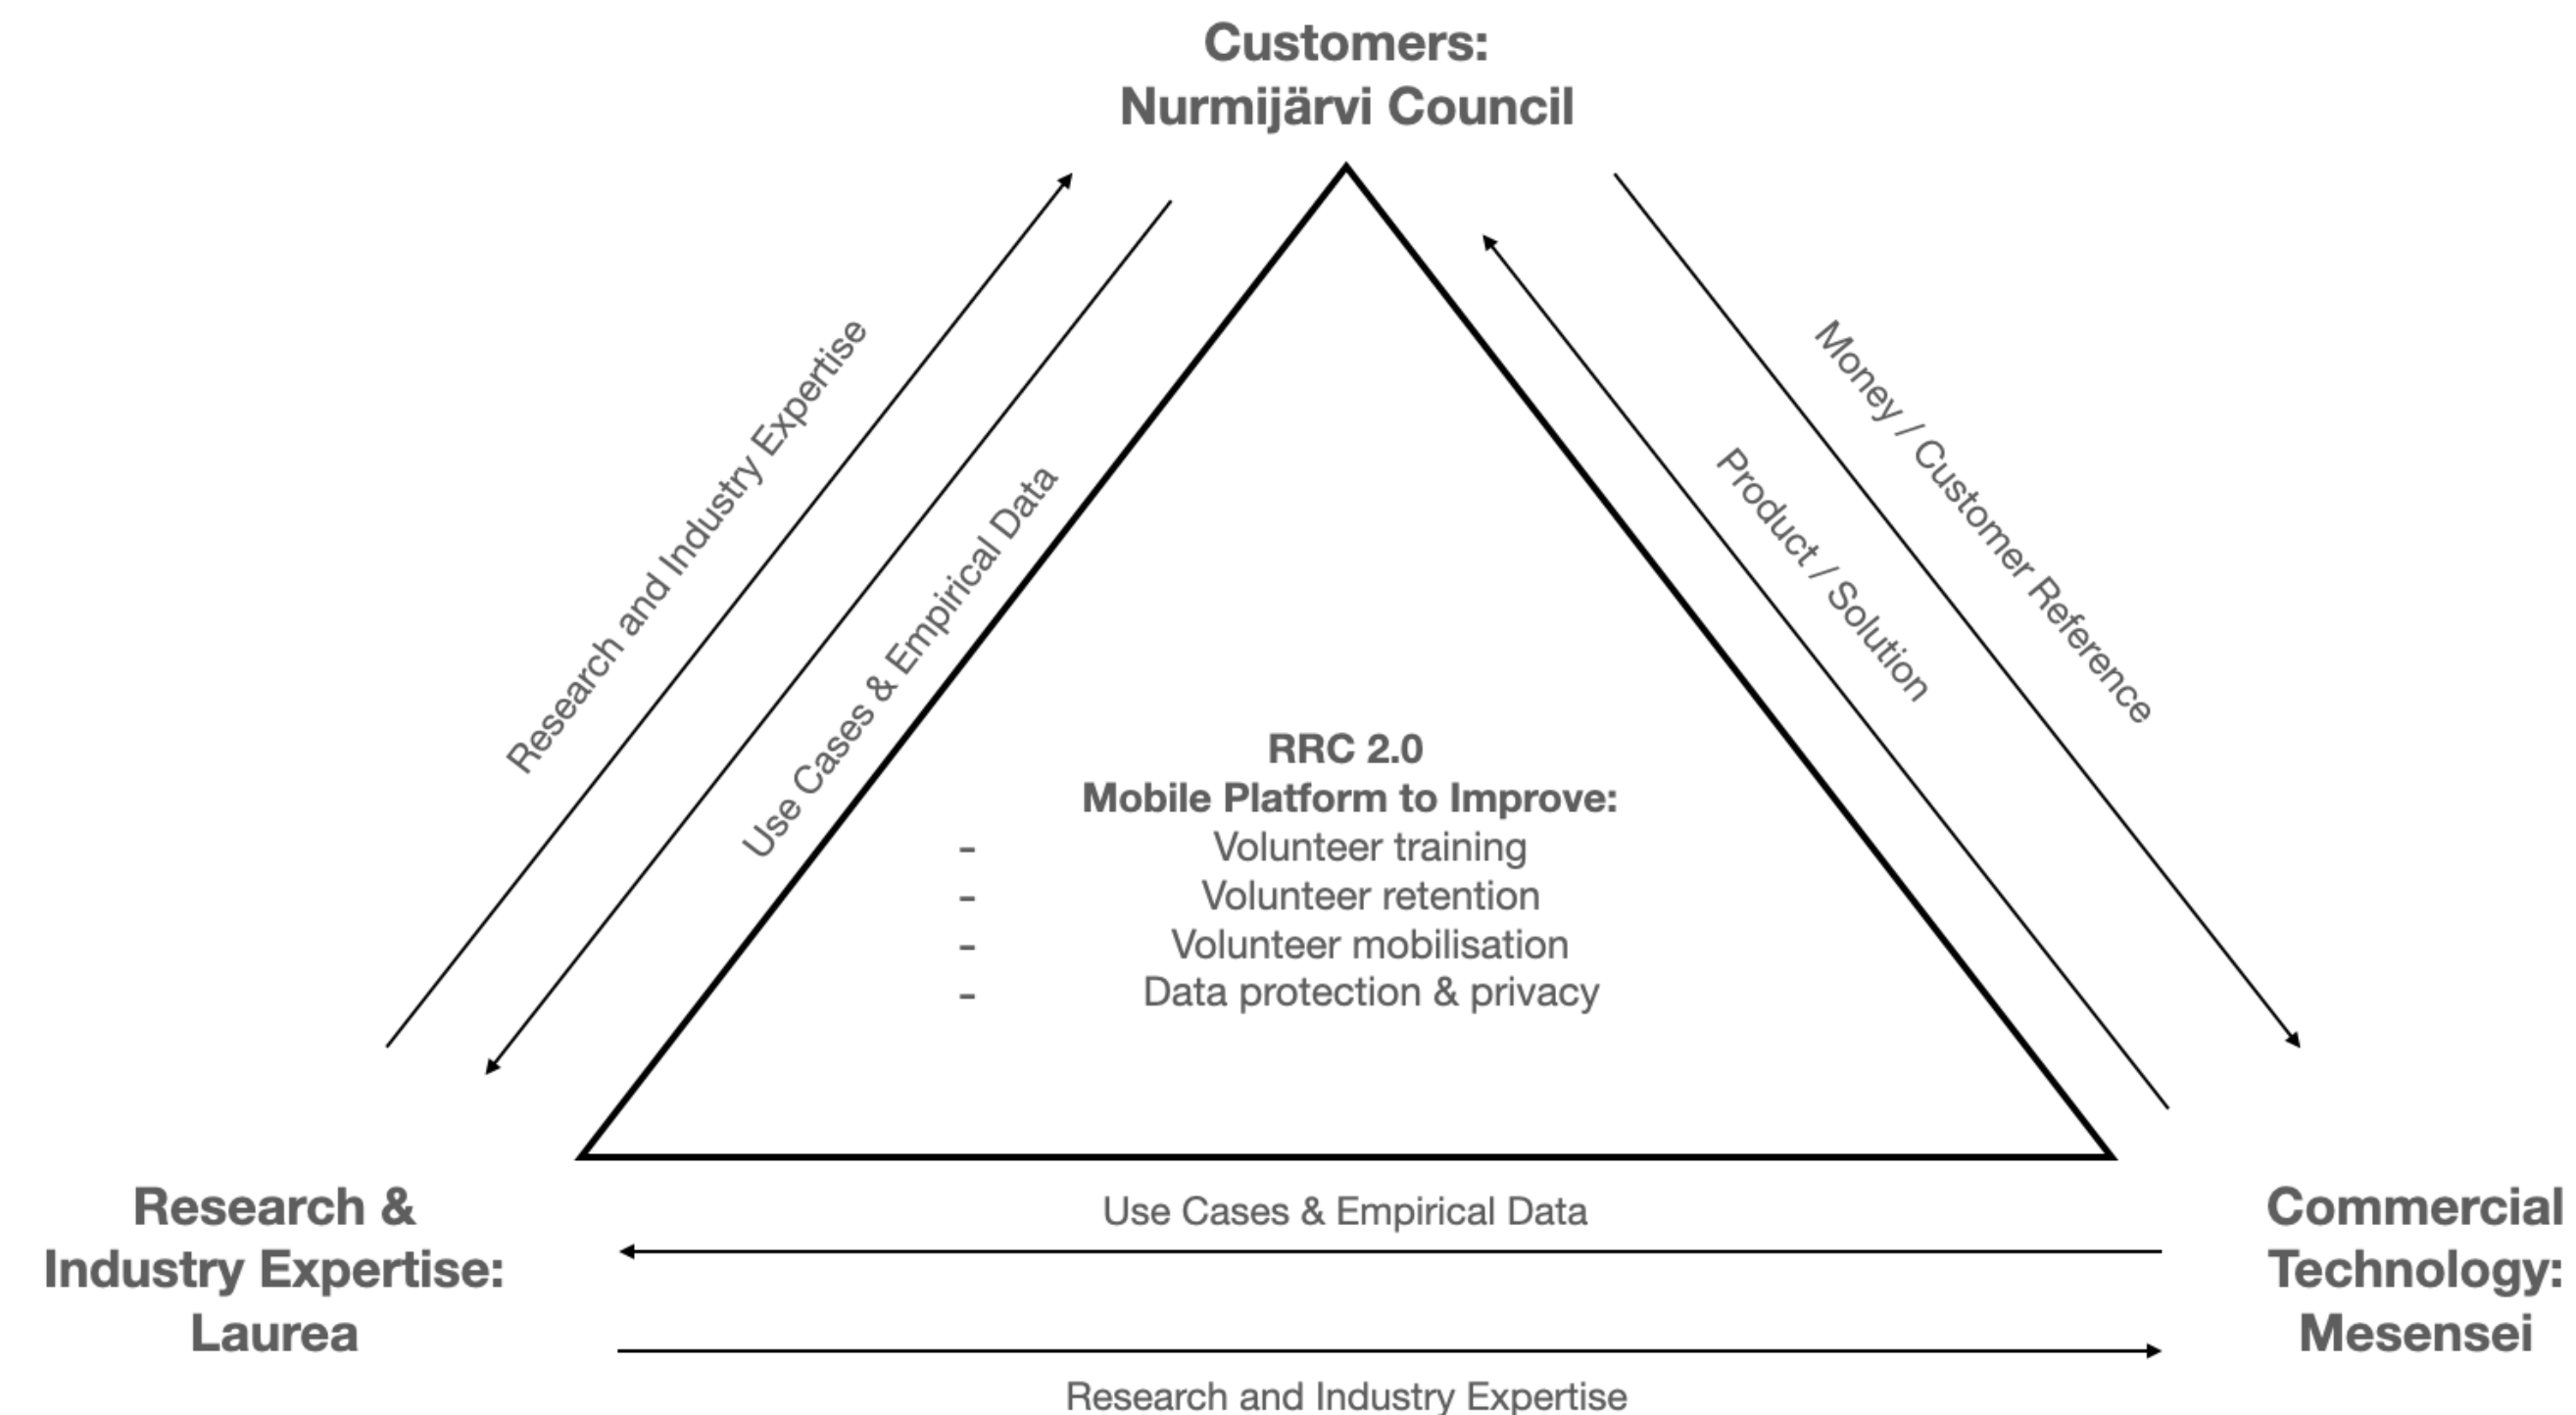 Customers:
Nurmijärvi Council
Research and Industry Expertise
Use Cases & Empirical Data
Money / Customer Reference
Product / Solution
RRC 2.0
Mobile Platform to Improve:
- Volunteer training
- Volunteer retention
- Volunteer mobilisation
- Data protection & privacy
Research &
Industry Expertise:
Laurea
Use Cases & Empirical Data
Research and Industry Expertise
Commercial
Technology:
Mesensei